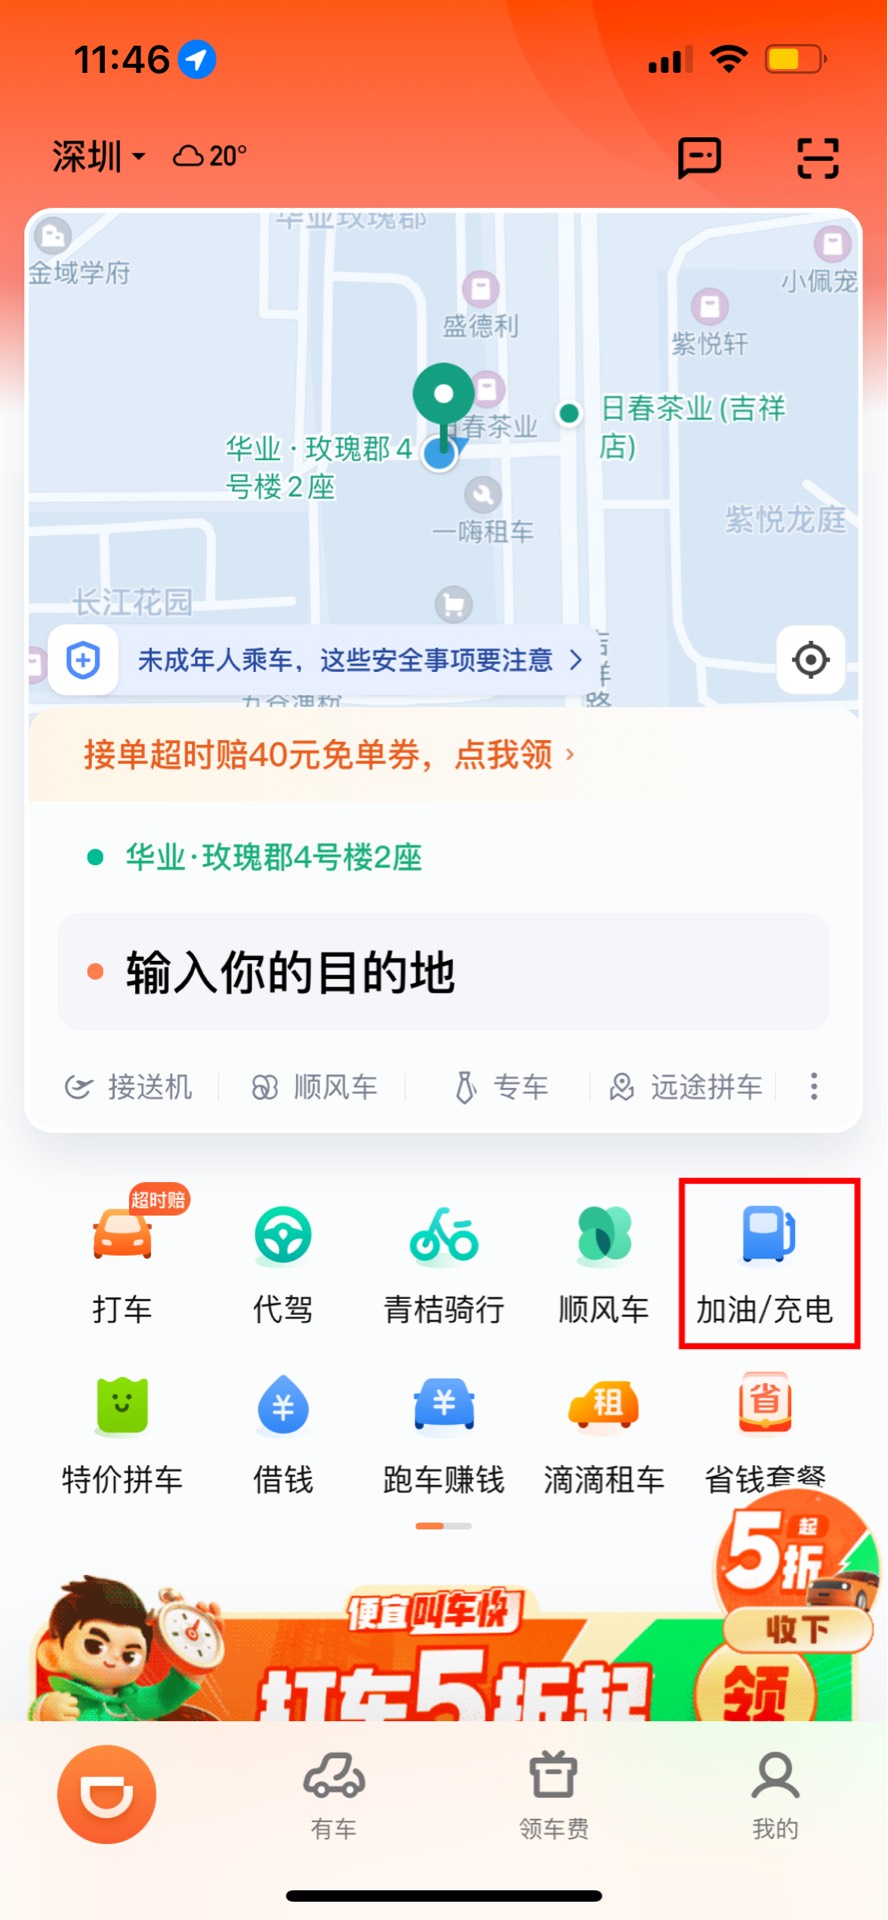 11:46
深圳 20°
华业玫瑰郡
金域学府
小佩宠
盛德利
紫悦轩
日春茶业(吉祥
店)
日春茶业
华业·玫瑰郡4
号楼2座
一嗨租车
紫悦龙庭
长江花园
未成年人乘车，这些安全事项要注意
吉祥路
五谷渔粉
接单超时赔40元免单券，点我领
华业·玫瑰郡4号楼2座
输入你的目的地
接送机 顺风车 专车 远途拼车
超时赔
打车 代驾 青桔骑行 顺风车 加油/充电
¥ ¥ 租 省
特价拼车 借钱 跑车赚钱 滴滴租车 省钱套餐
5折起
收下
便宜叫车快
打车5折起
领
有车 领车费 我的